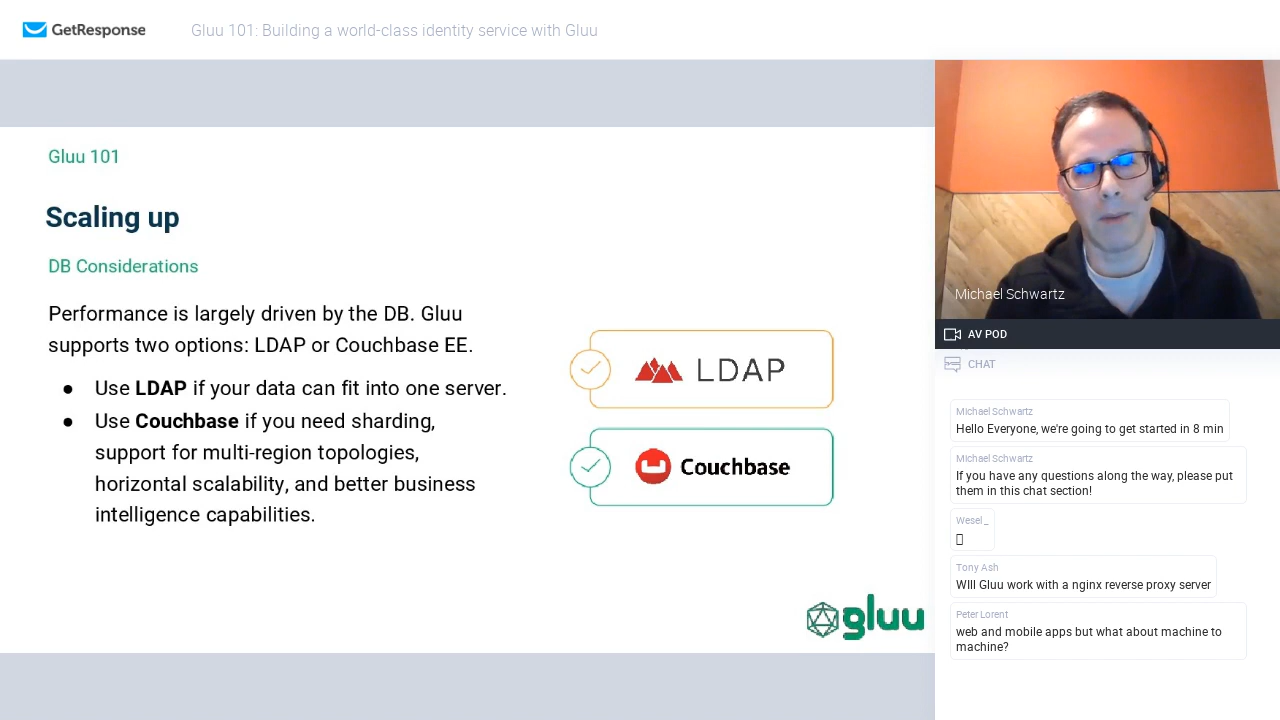 GetResponse
Gluu 101: Building a world-class identity service with Gluu
Gluu 101
Scaling up
DB Considerations
Performance is largely driven by the DB. Gluu
supports two options: LDAP or Couchbase EE.
● Use LDAP if your data can fit into one server.
● Use Couchbase if you need sharding,
support for multi-region topologies,
horizontal scalability, and better business
intelligence capabilities.
LDAP
Couchbase
gluu
Michael Schwartz
AV POD
CHAT
Michael Schwartz
Hello Everyone, we're going to get started in 8 min
Michael Schwartz
If you have any questions along the way, please put
them in this chat section!
Wesel _
Tony Ash
WIll Gluu work with a nginx reverse proxy server
Peter Lorent
web and mobile apps but what about machine to
machine?